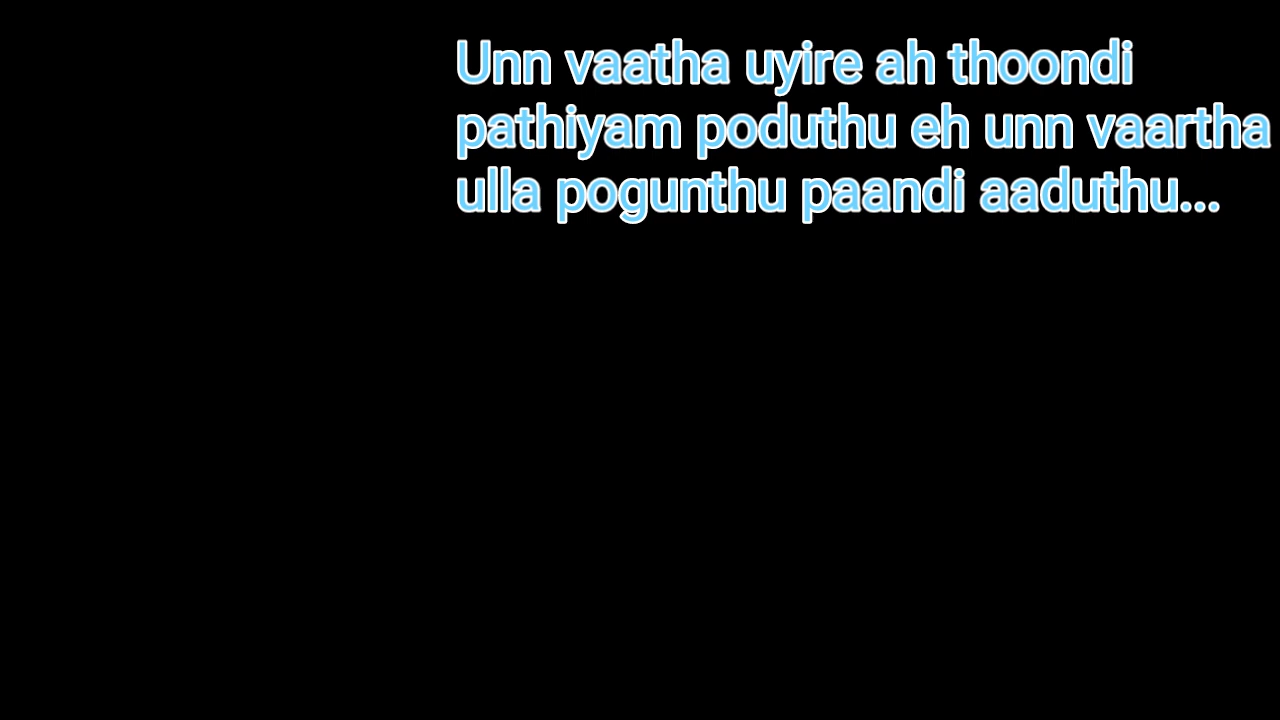 Unn vaatha uyire ah thoondi
pathiyam poduthu eh unn vaartha
ulla pogunthu paandi aaduthu...